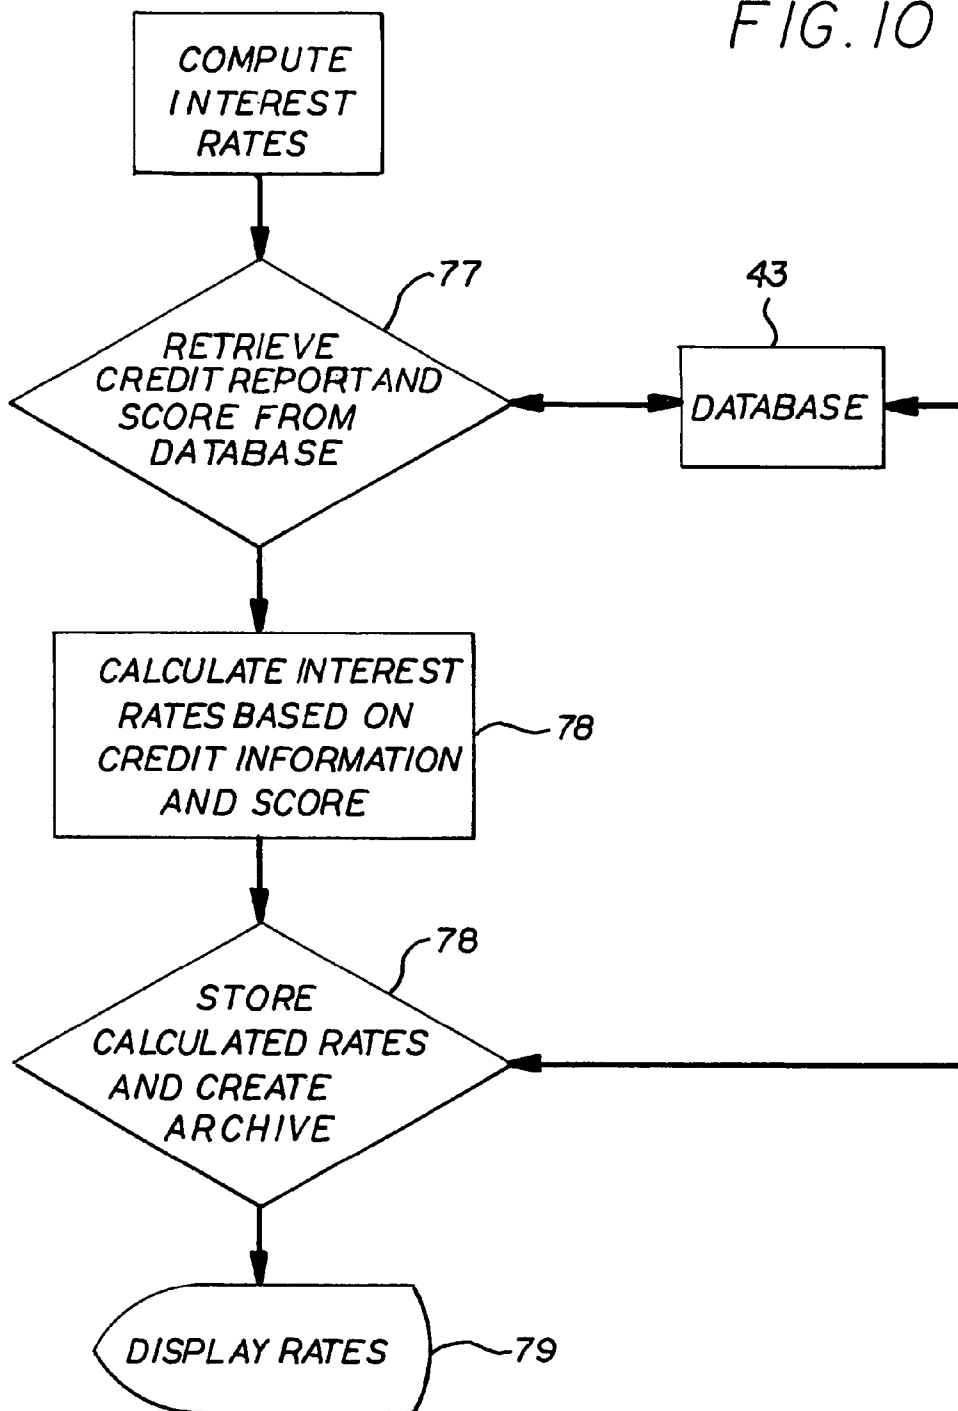 FIG. 10
COMPUTE
INTEREST
RATES
77
RETRIEVE
CREDIT REPORT AND
SCORE FROM
DATABASE
43
DATABASE
CALCULATE INTEREST
RATES BASED ON
CREDIT INFORMATION
AND SCORE
78
78
STORE
CALCULATED RATES
AND CREATE
ARCHIVE
DISPLAY RATES
79